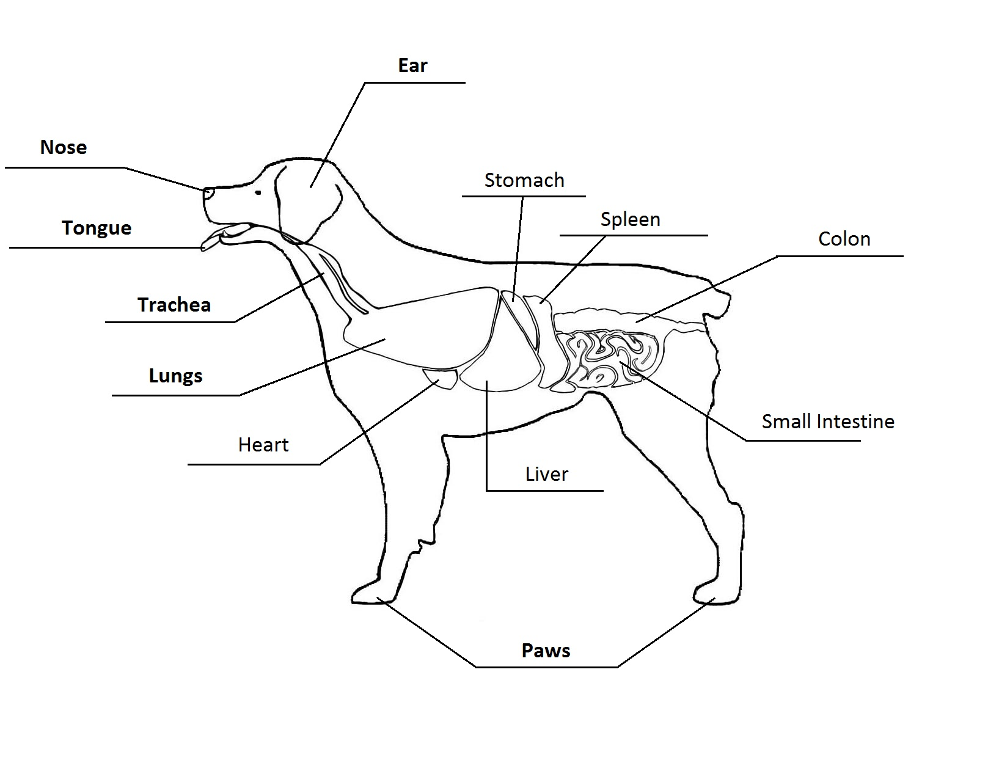 Ear
Nose
Stomach
Spleen
Tongue
Colon
Trachea
Lungs
Small Intestine
Heart
Liver
Paws